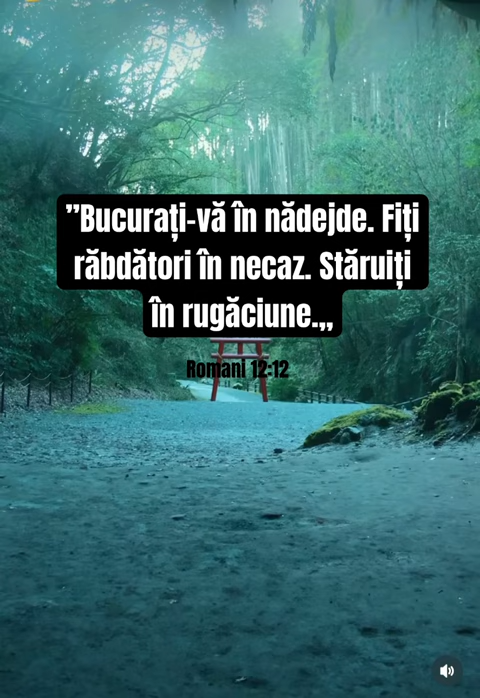 ”Bucurați-vă în nădejde. Fiți
răbdători în necaz. Stăruiți
în rugăciune.„
Romani 12:12